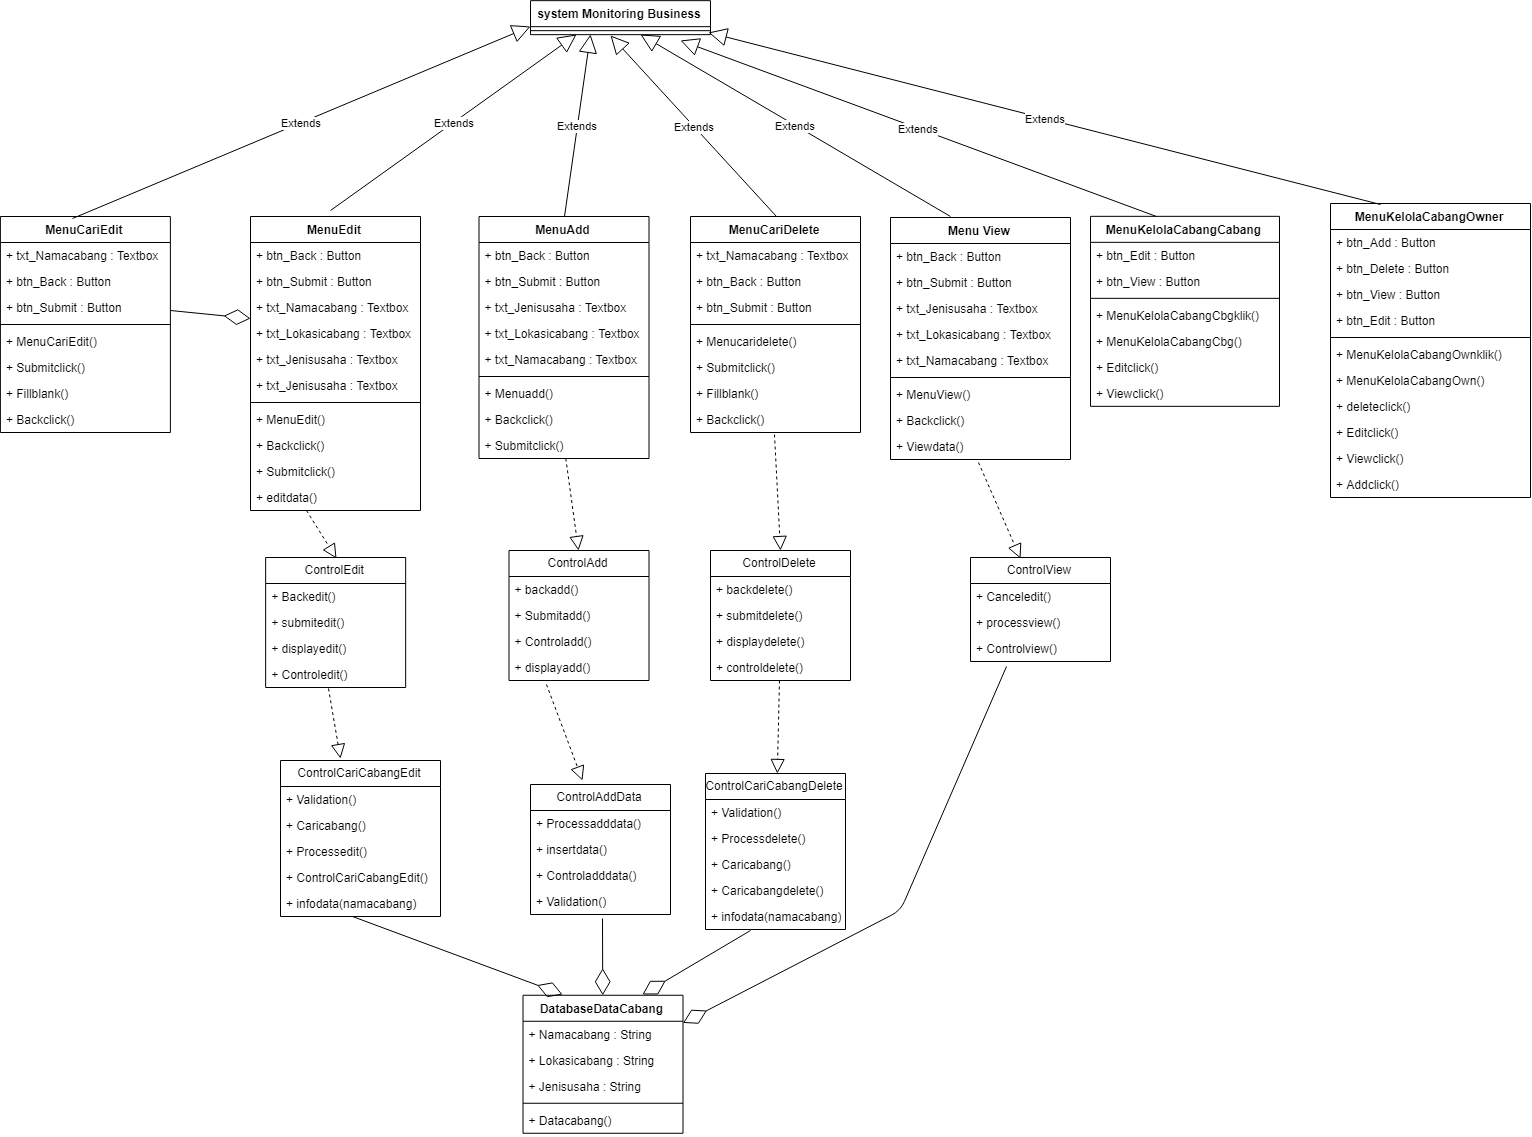 system Monitoring Business
Extends
Extends
Extends
Extends
Extends
Extends
Extends
MenuCariEdit
+ txt_Namacabang : Textbox
+ btn_Back : Button
+ btn_Submit : Button
+ MenuCariEdit()
+ Submitclick()
+ Fillblank()
+ Backclick()
MenuEdit
+ btn_Back : Button
+ btn_Submit : Button
+ txt_Namacabang : Textbox
+ txt_Lokasicabang : Textbox
+ txt_Jenisusaha : Textbox
+ txt_Jenisusaha : Textbox
+ MenuEdit()
+ Backclick()
+ Submitclick()
+ editdata()
MenuAdd
+ btn_Back : Button
+ btn_Submit : Button
+ txt_Jenisusaha : Textbox
+ txt_Lokasicabang : Textbox
+ txt_Namacabang : Textbox
+ Menuadd()
+ Backclick()
+ Submitclick()
MenuCariDelete
+ txt_Namacabang : Textbox
+ btn_Back : Button
+ btn_Submit : Button
+ Menucaridelete()
+ Submitclick()
+ Fillblank()
+ Backclick()
Menu View
+ btn_Back : Button
+ btn_Submit : Button
+ txt_Jenisusaha : Textbox
+ txt_Lokasicabang : Textbox
+ txt_Namacabang : Textbox
+ MenuView()
+ Backclick()
+ Viewdata()
MenuKelolaCabangCabang
+ btn_Edit : Button
+ btn_View : Button
+ MenuKelolaCabangCbgklik()
+ MenuKelolaCabangCbg()
+ Editclick()
+ Viewclick()
MenuKelolaCabangOwner
+ btn_Add : Button
+ btn_Delete : Button
+ btn_View : Button
+ btn_Edit : Button
+ MenuKelolaCabangOwnklik()
+ MenuKelolaCabangOwn()
+ deleteclick()
+ Editclick()
+ Viewclick()
+ Addclick()
ControlEdit
+ Backedit()
+ submitedit()
+ displayedit()
+ Controledit()
ControlAdd
+ backadd()
+ Submitadd()
+ Controladd()
+ displayadd()
ControlDelete
+ backdelete()
+ submitdelete()
+ displaydelete()
+ controldelete()
ControlView
+ Canceledit()
+ processview()
+ Controlview()
ControlCariCabangEdit
+ Validation()
+ Caricabang()
+ Processedit()
+ ControlCariCabangEdit()
+ infodata(namacabang)
ControlAddData
+ Processadddata()
+ insertdata()
+ Controladddata()
+ Validation()
ControlCariCabangDelete
+ Validation()
+ Processdelete()
+ Caricabang()
+ Caricabangdelete()
+ infodata(namacabang)
DatabaseDataCabang
+ Namacabang : String
+ Lokasicabang : String
+ Jenisusaha : String
+ Datacabang()